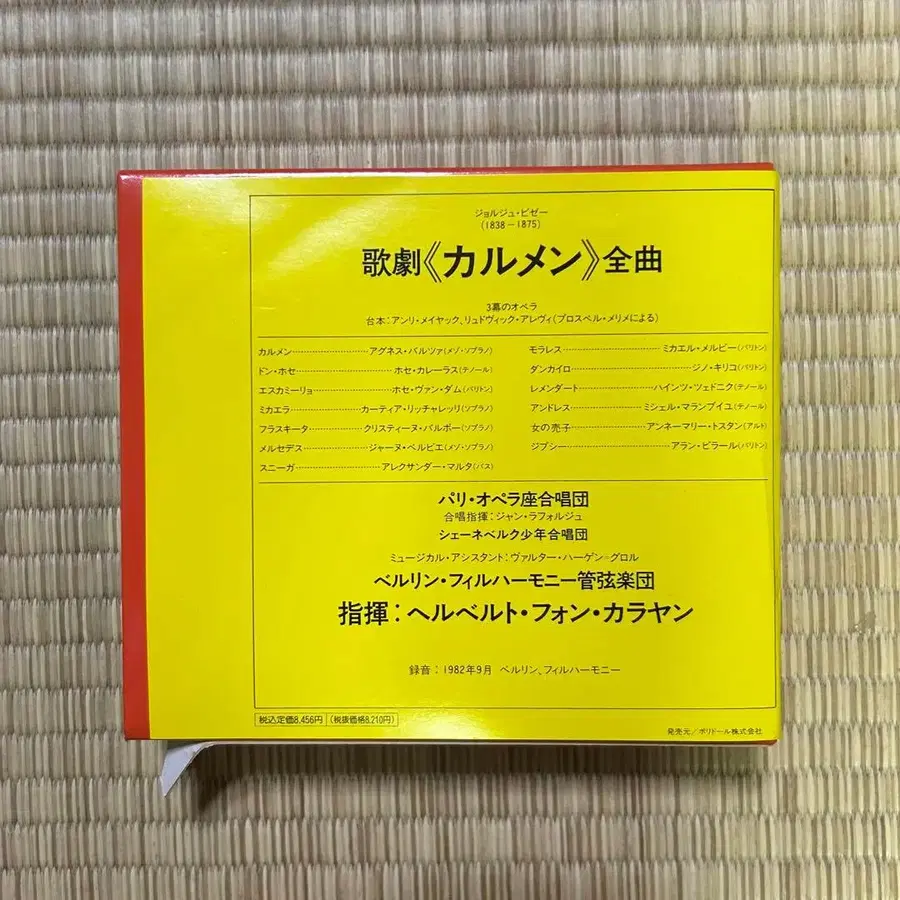 ジョルジュ・ビゼー
(1838-1875)
歌劇《カルメン》全曲
3幕のオペラ
台本：アンリ・メイヤック、リュドヴィック・アレヴィ(プロスペル・メリメによる)
カルメン……アグネス・バルツァ(メゾ・ソプラノ)
ドン・ホセ……ホセ・カレーラス(テノール)
エスカミーリョ……ホセ・ヴァン・ダム(バリトン)
ミカエラ……カーティア・リッチャレッリ(ソプラノ)
フラスキータ……クリスティーヌ・バルボー(ソプラノ)
メルセデス……ジャーヌ・ベルビエ(メゾ・ソプラノ)
スニーガ……アレクサンダー・マルタ(バス)
モラレス……ミカエル・メルビー(バリトン)
ダンカイロ……ジノ・キリコ(バリトン)
レメンダート……ハインツ・ツェドニク(テノール)
アンドレス……ミシェル・マランブイユ(テノール)
女の売子……アンネーマリー・トスタン(アルト)
ジプシー……アラン・ピラール(バリトン)
パリ・オペラ座合唱団
合唱指揮：ジャン・ラフォルジュ
シェーネベルク少年合唱団
ミュージカル・アシスタント：ヴァルター・ハーゲン＝グロル
ベルリン・フィルハーモニー管弦楽団
指揮：ヘルベルト・フォン・カラヤン
録音：1982年9月 ベルリン、フィルハーモニー
税込定価8,456円 (税抜価格8,210円)
発売元／ポリドール株式会社